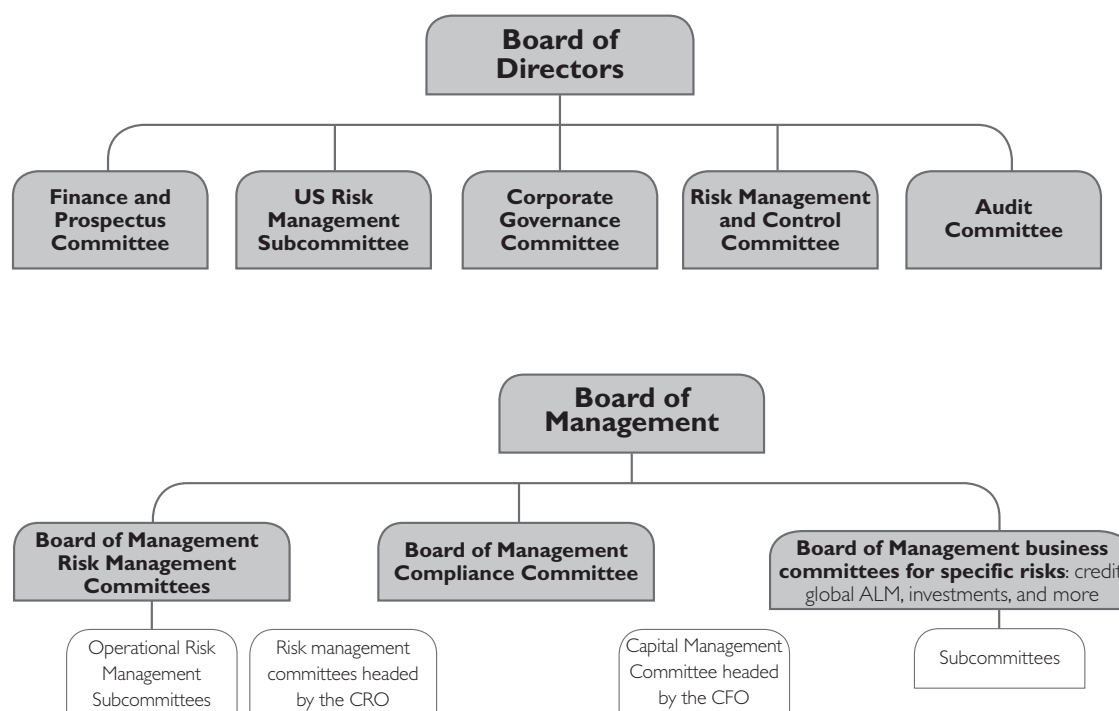 Board of
Directors
Finance and
Prospectus
Committee
US Risk
Management
Subcommittee
Corporate
Governance
Committee
Risk Management
and Control
Committee
Audit
Committee
Board of
Management
Board of Management
Risk Management
Committees
Board of Management
Compliance Committee
Board of Management business
committees for specific risks: credit
global ALM, investments, and more
Operational Risk
Management
Subcommittees
Risk management
committees headed
by the CRO
Capital Management
Committee headed
by the CFO
Subcommittees